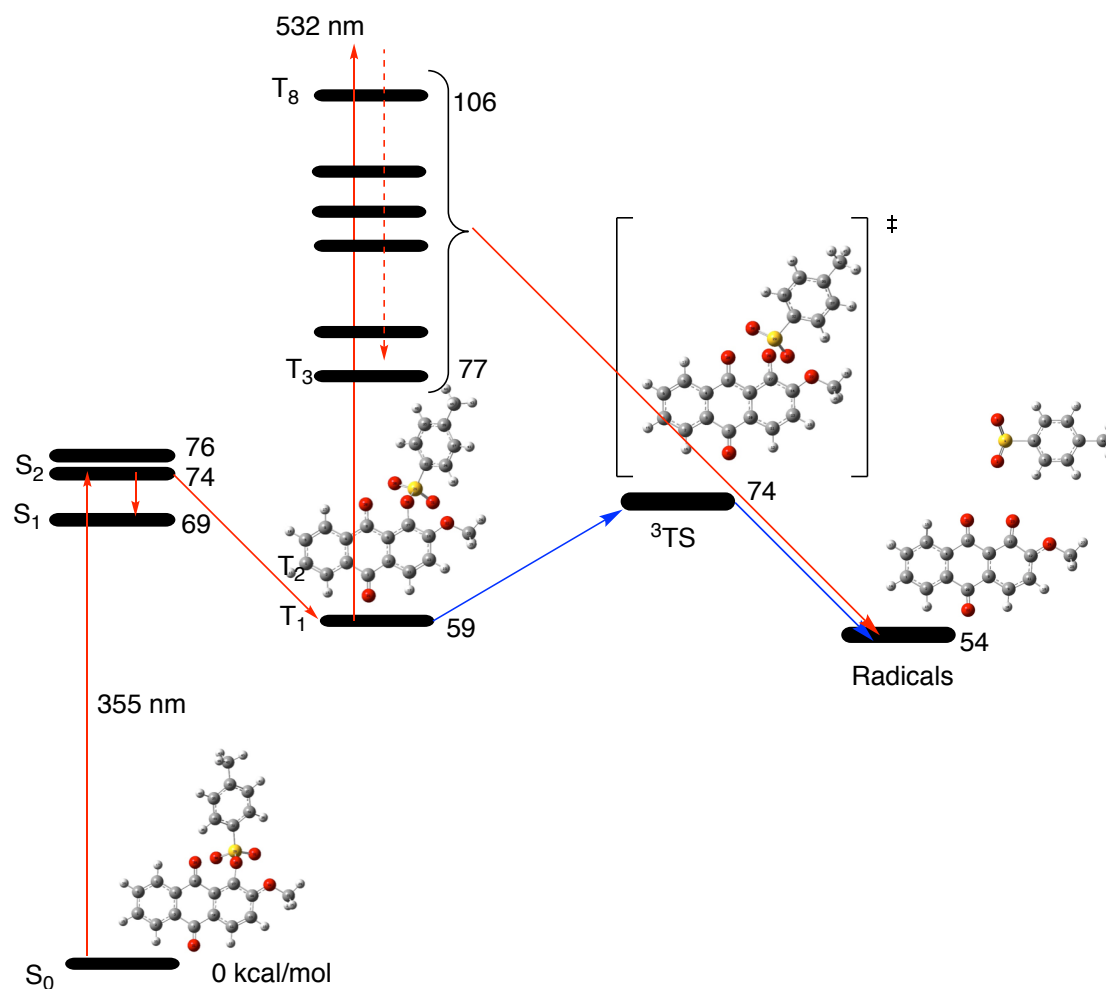 532 nm
T8
106
T3
77
76
S2
74
S1
69
T2
T1
59
‡
74
3TS
54
Radicals
355 nm
S0
0 kcal/mol